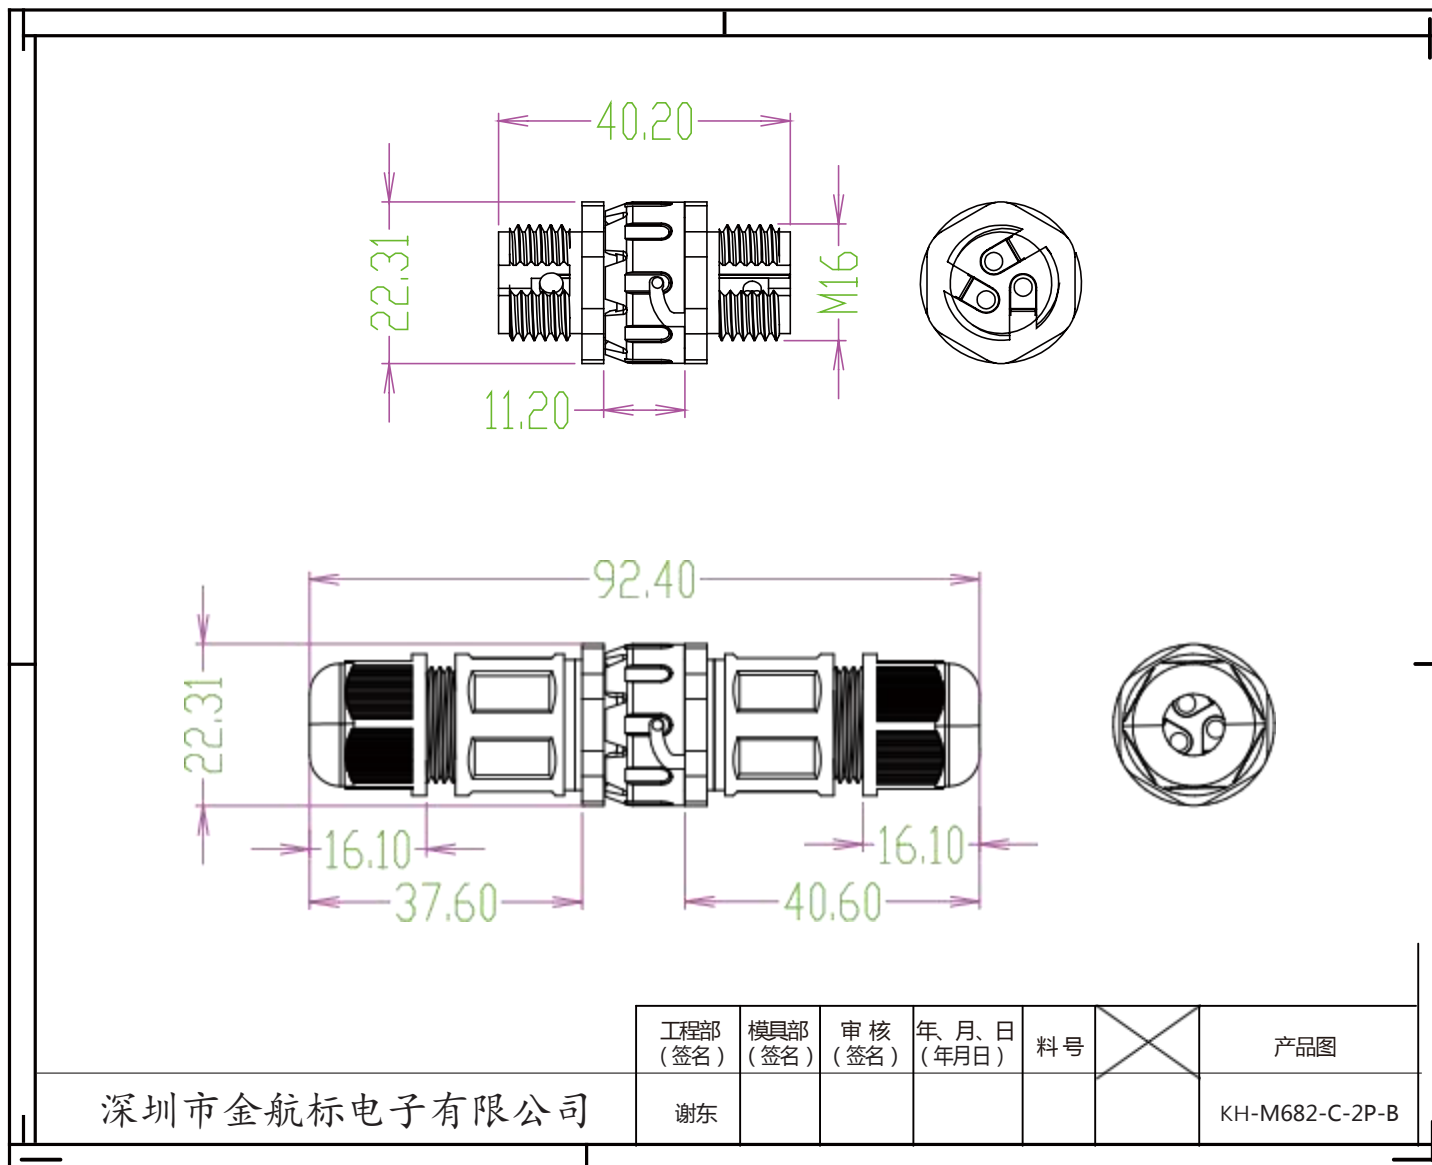 40.20
22.31
M16
11.20
92.40
22.31
16.10
16.10
37.60
40.60
工程部 模具部 审 核 年、月、日 料 号 产品图
（签名） （签名） （签名） （年月日）
深圳市金航标电子有限公司 谢东 KH-M682-C-2P-B